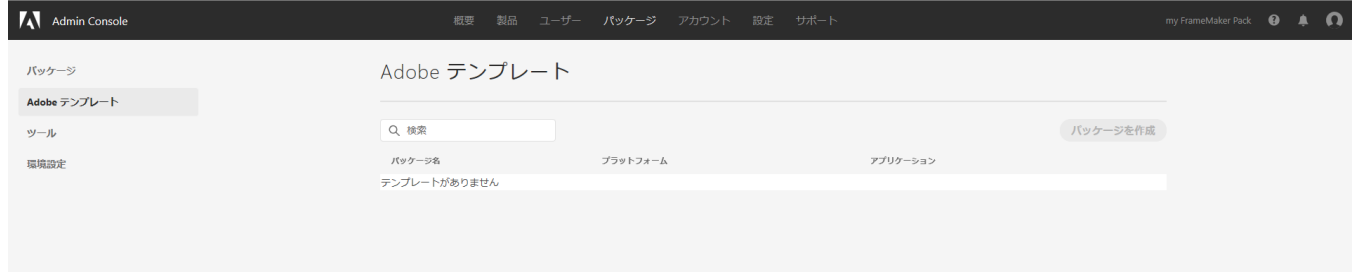 Admin Console
概要 製品 ユーザー パッケージ アカウント 設定 サポート
my FrameMaker Pack
パッケージ
Adobe テンプレート
ツール
環境設定
Adobe テンプレート
検索
パッケージを作成
パッケージ名 プラットフォーム アプリケーション
テンプレートがありません